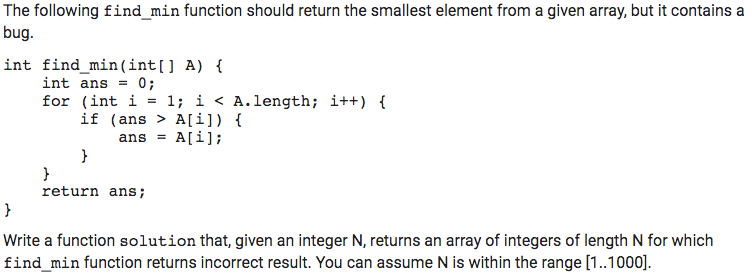 The following find_min function should return the smallest element from a given array, but it contains a
bug.
int find_min(int[] A) {
    int ans = 0;
    for (int i = 1; i < A.length; i++) {
        if (ans > A[i]) {
            ans = A[i];
        }
    }
    return ans;
}
Write a function solution that, given an integer N, returns an array of integers of length N for which
find_min function returns incorrect result. You can assume N is within the range [1..1000].